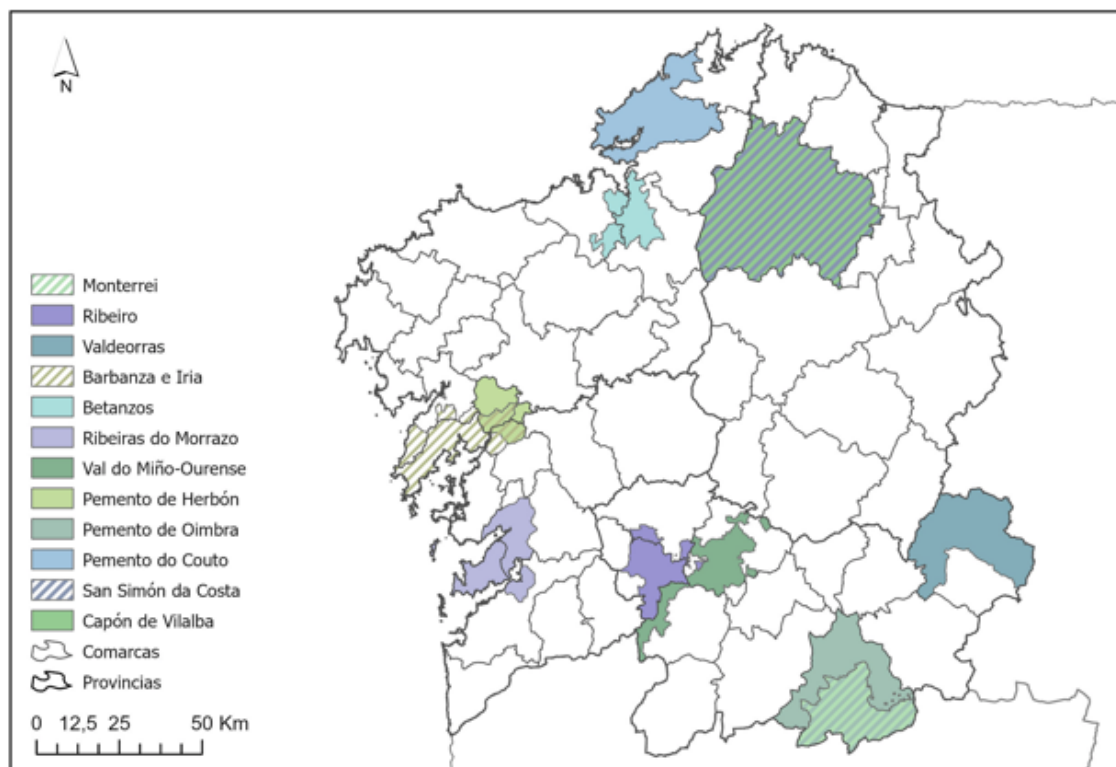 N
Monterrei
Ribeiro
Valdeorras
Barbanza e Iria
Betanzos
Ribeiras do Morrazo
Val do Miño-Ourense
Pemento de Herbón
Pemento de Oimbra
Pemento do Couto
San Simón da Costa
Capón de Vilalba
Comarcas
Provincias
0 12,5 25 50 Km